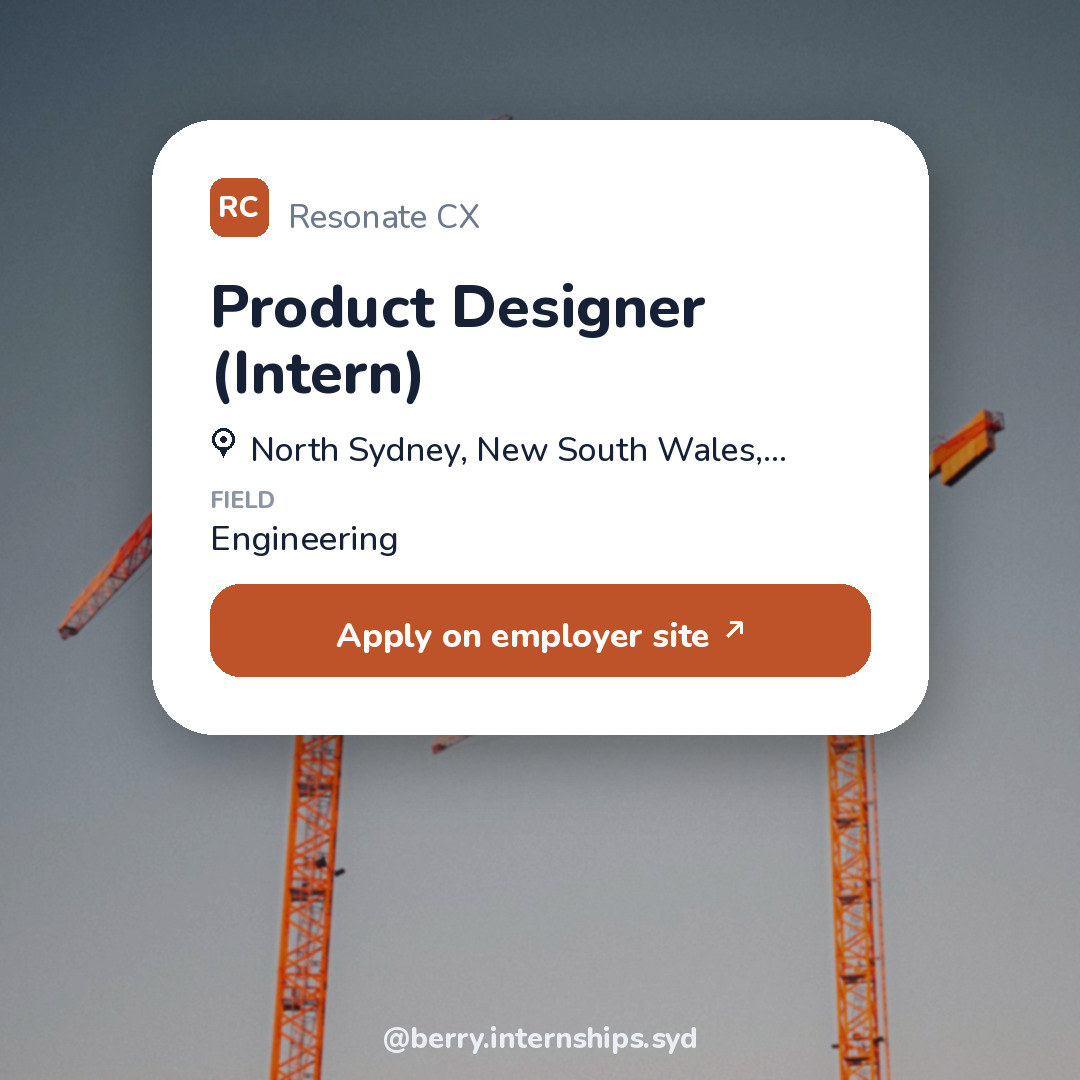 RC
Resonate CX
Product Designer
(Intern)
North Sydney, New South Wales,...
FIELD
Engineering
Apply on employer site ↗
@berry.internships.syd